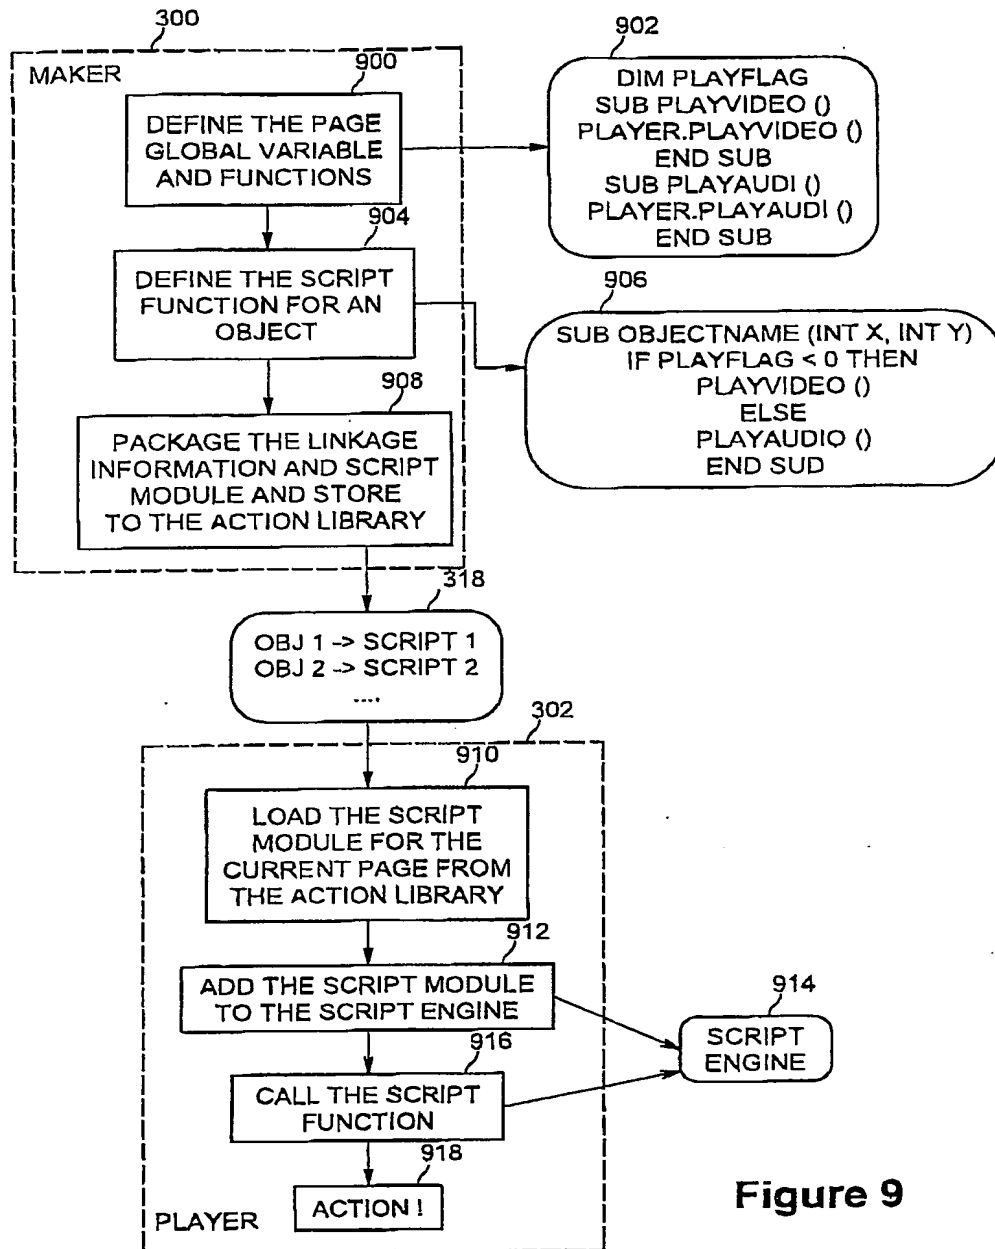 300
MAKER
900
DEFINE THE PAGE
GLOBAL VARIABLE
AND FUNCTIONS
902
DIM PLAYFLAG
SUB PLAYVIDEO ()
PLAYER.PLAYVIDEO ()
END SUB
SUB PLAYAUDI ()
PLAYER.PLAYAUDI ()
END SUB
904
DEFINE THE SCRIPT
FUNCTION FOR AN
OBJECT
906
SUB OBJECTNAME (INT X, INT Y)
IF PLAYFLAG < 0 THEN
PLAYVIDEO ()
ELSE
PLAYAUDIO ()
END SUD
908
PACKAGE THE LINKAGE
INFORMATION AND SCRIPT
MODULE AND STORE
TO THE ACTION LIBRARY
318
OBJ 1 -> SCRIPT 1
OBJ 2 -> SCRIPT 2
....
302
910
LOAD THE SCRIPT
MODULE FOR THE
CURRENT PAGE FROM
THE ACTION LIBRARY
912
ADD THE SCRIPT MODULE
TO THE SCRIPT ENGINE
914
SCRIPT
ENGINE
916
CALL THE SCRIPT
FUNCTION
918
ACTION !
PLAYER
Figure 9